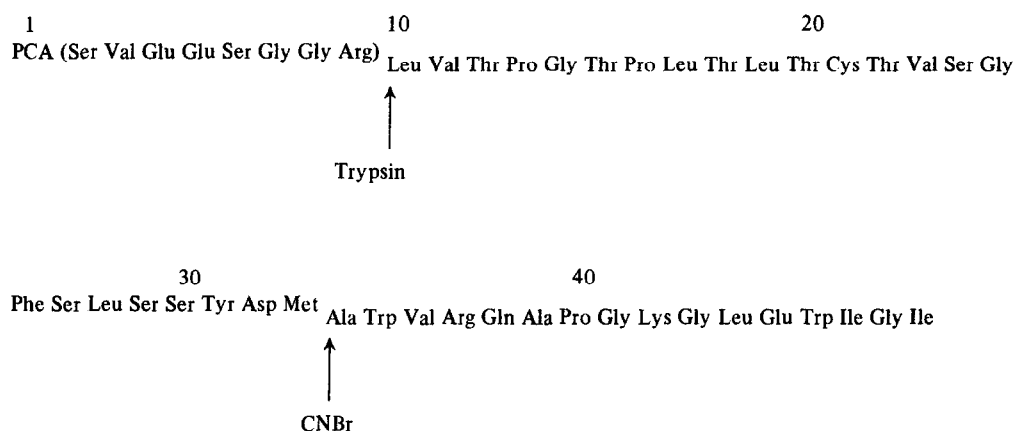 1 10 20
PCA (Ser Val Glu Glu Ser Gly Gly Arg) Leu Val Thr Pro Gly Thr Pro Leu Thr Leu Thr Cys Thr Val Ser Gly
Trypsin
30 40
Phe Ser Leu Ser Ser Tyr Asp Met Ala Trp Val Arg Gln Ala Pro Gly Lys Gly Leu Glu Trp Ile Gly Ile
CNBr